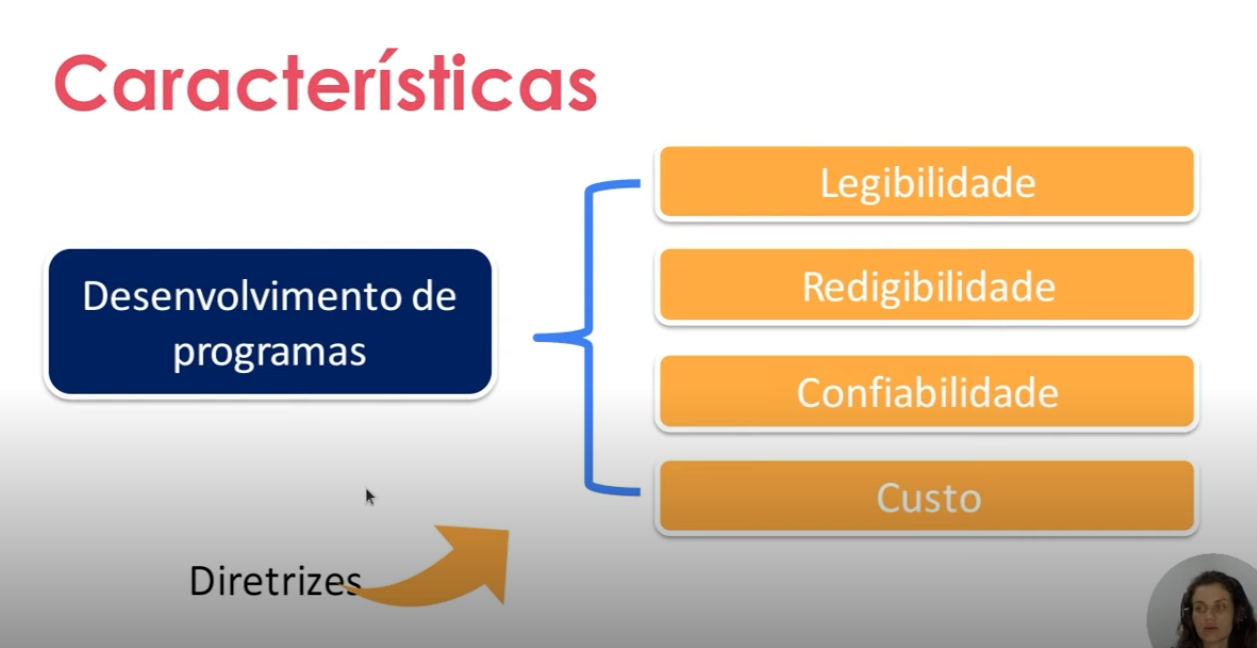 Características
Desenvolvimento de
programas
Legibilidade
Redigibilidade
Confiabilidade
Custo
Diretrizes